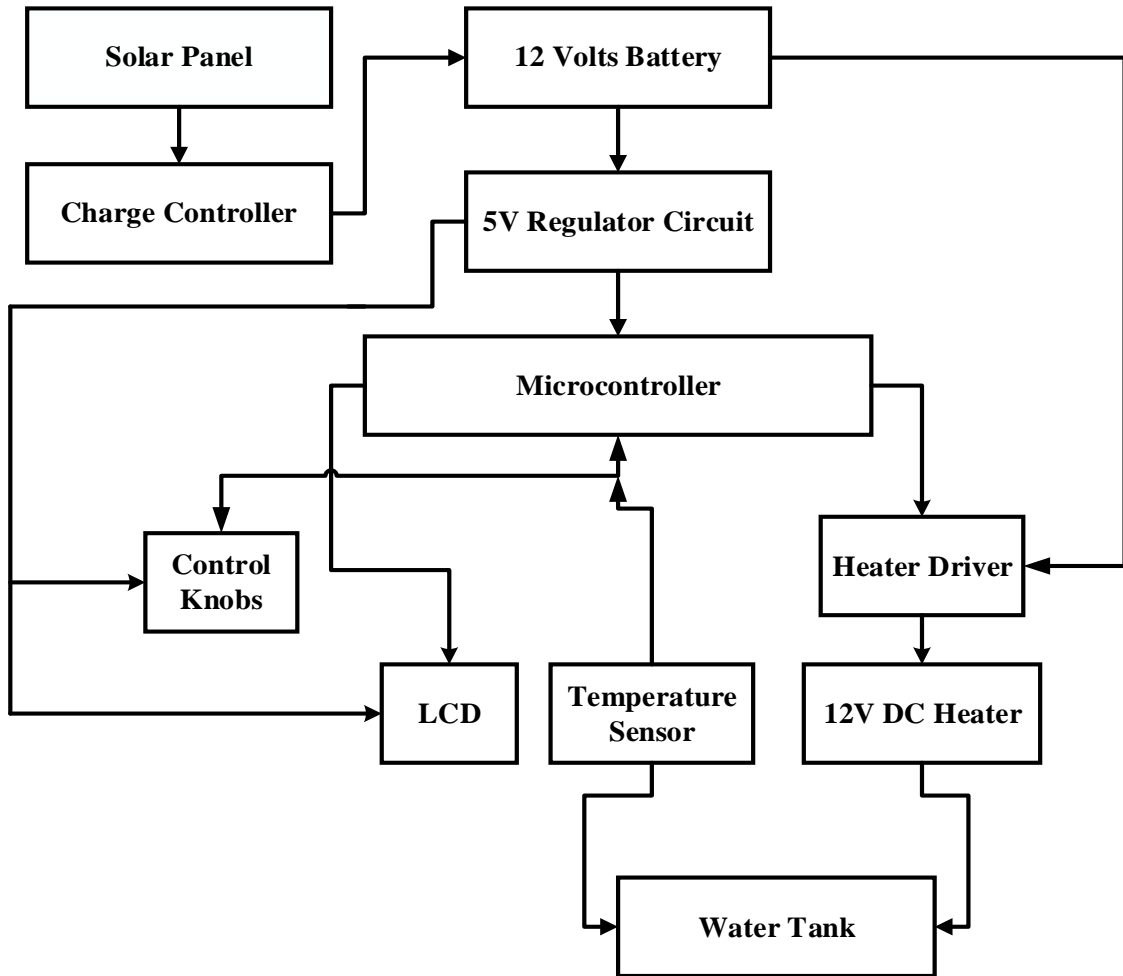 Solar Panel
12 Volts Battery
Charge Controller
5V Regulator Circuit
Microcontroller
Control
Knobs
Heater Driver
LCD
Temperature
Sensor
12V DC Heater
Water Tank